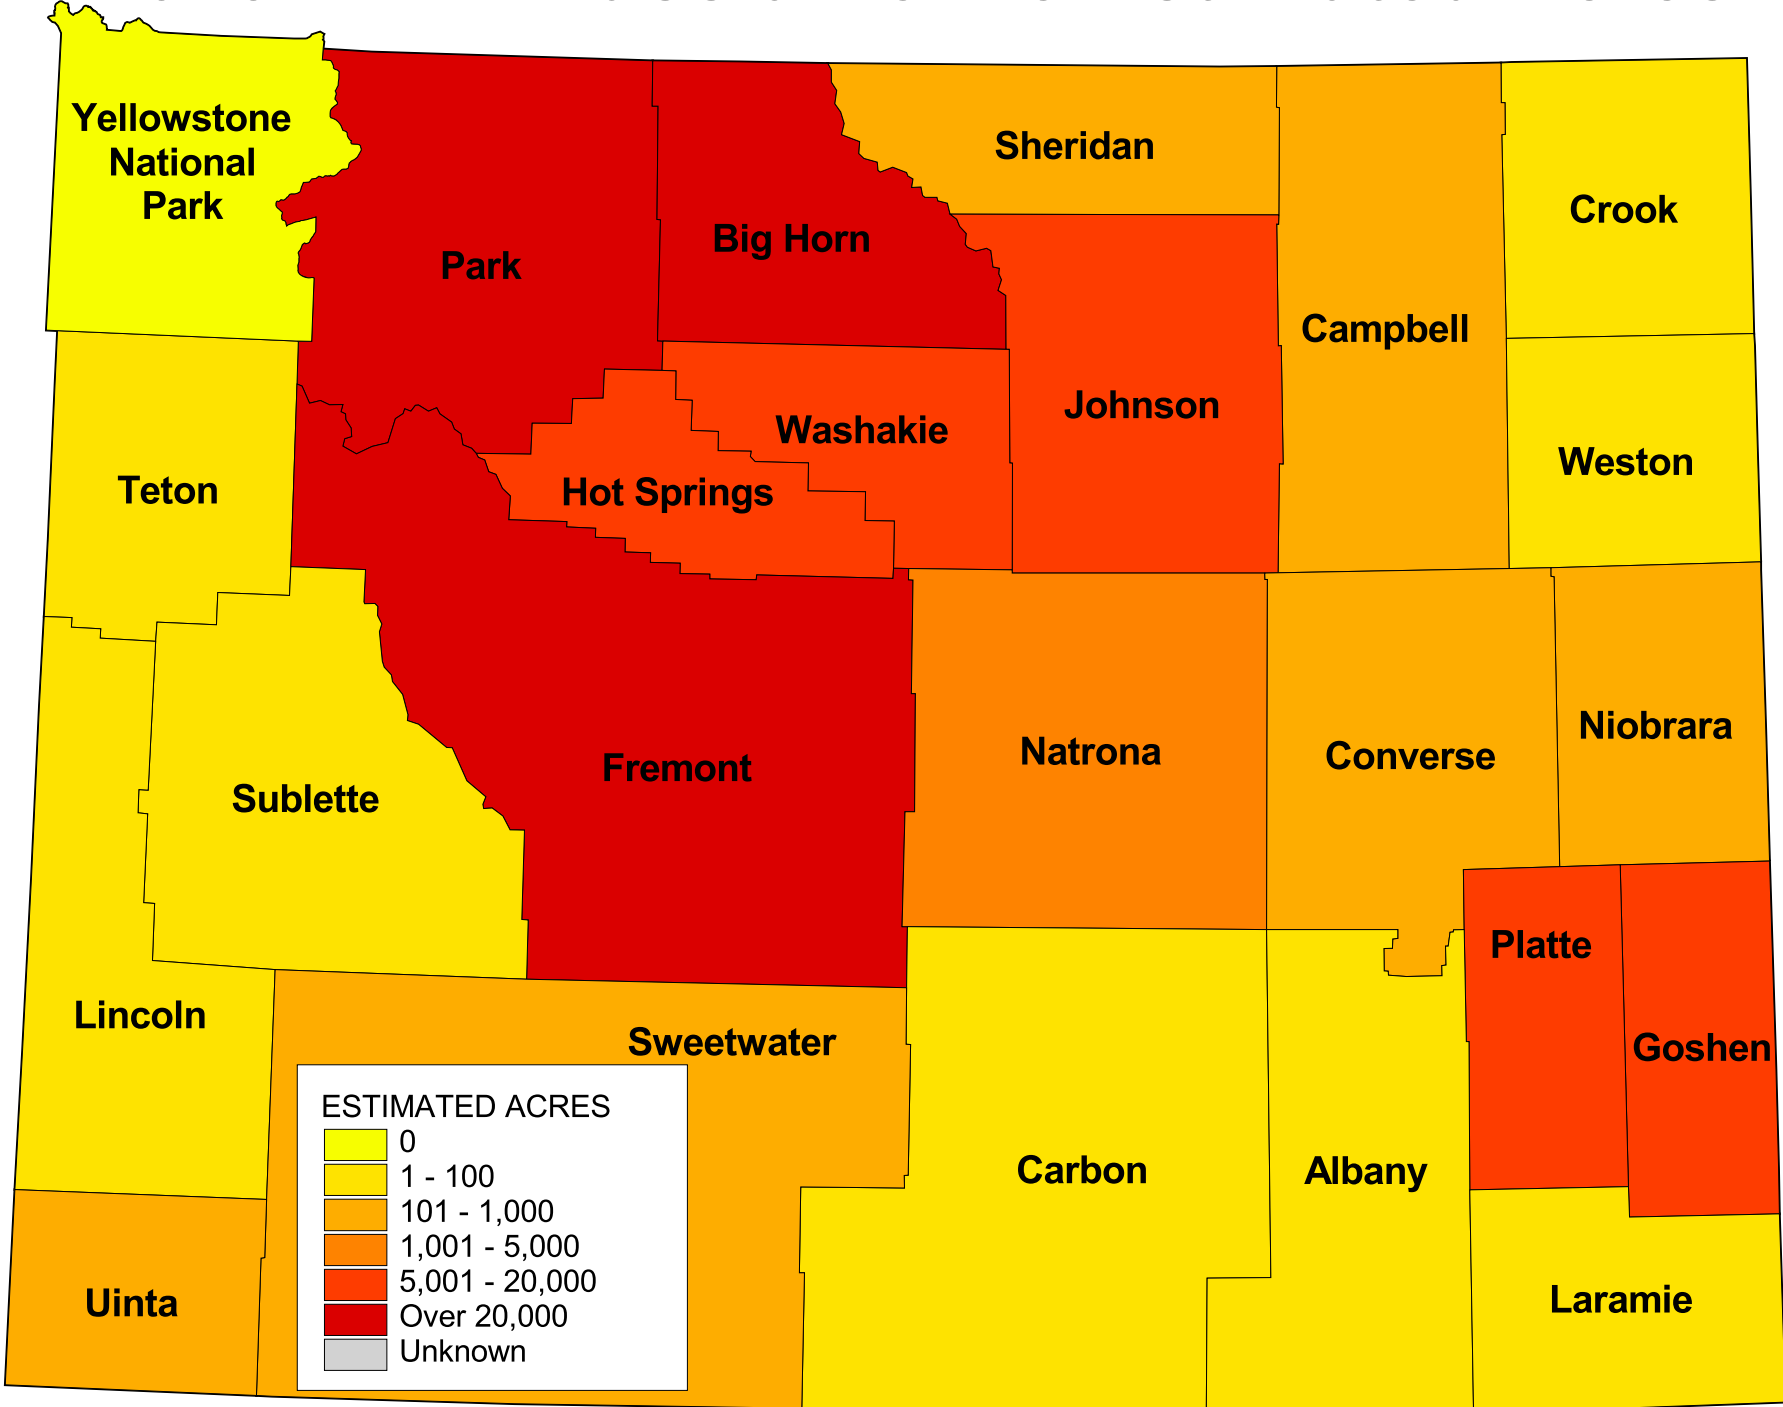 Yellowstone
National
Park
Park
Big Horn
Sheridan
Crook
Campbell
Johnson
Washakie
Hot Springs
Weston
Teton
Sublette
Fremont
Natrona
Converse
Niobrara
Platte
Goshen
Lincoln
Sweetwater
Carbon
Albany
Laramie
Uinta
ESTIMATED ACRES
0
1 - 100
101 - 1,000
1,001 - 5,000
5,001 - 20,000
Over 20,000
Unknown